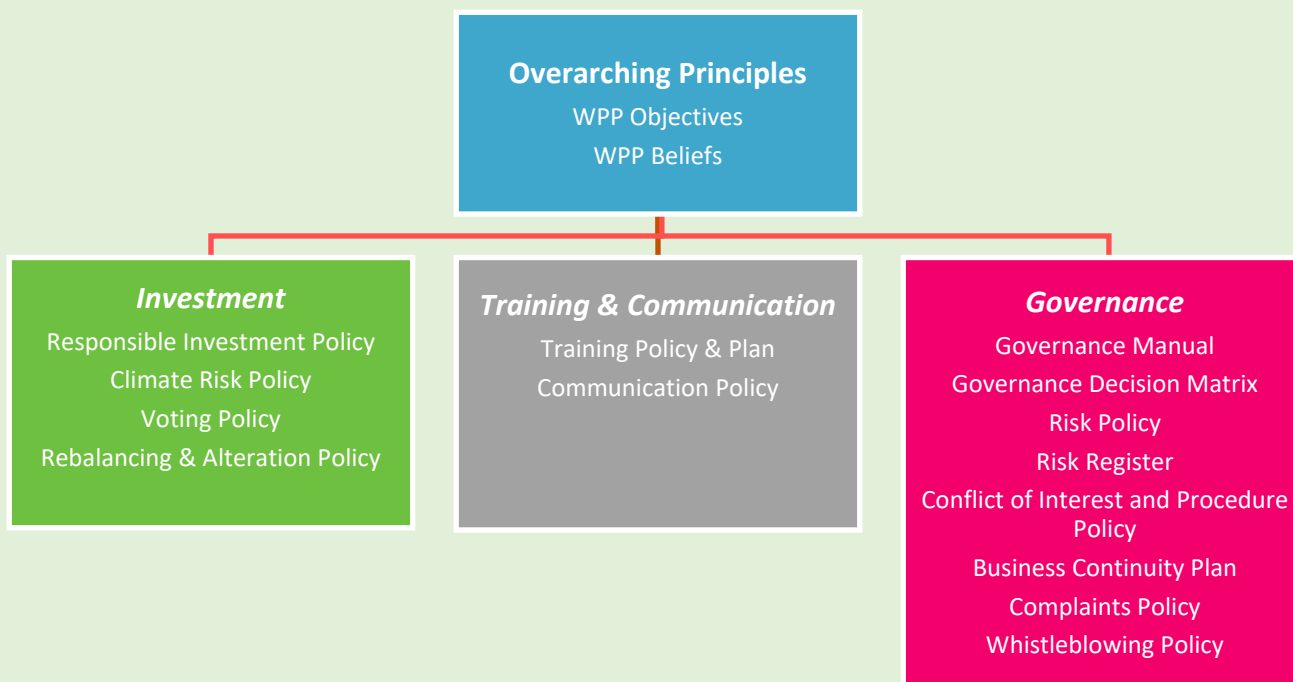 Overarching Principles
WPP Objectives
WPP Beliefs
Investment
Responsible Investment Policy
Climate Risk Policy
Voting Policy
Rebalancing & Alteration Policy
Training & Communication
Training Policy & Plan
Communication Policy
Governance
Governance Manual
Governance Decision Matrix
Risk Policy
Risk Register
Conflict of Interest and Procedure
Policy
Business Continuity Plan
Complaints Policy
Whistleblowing Policy